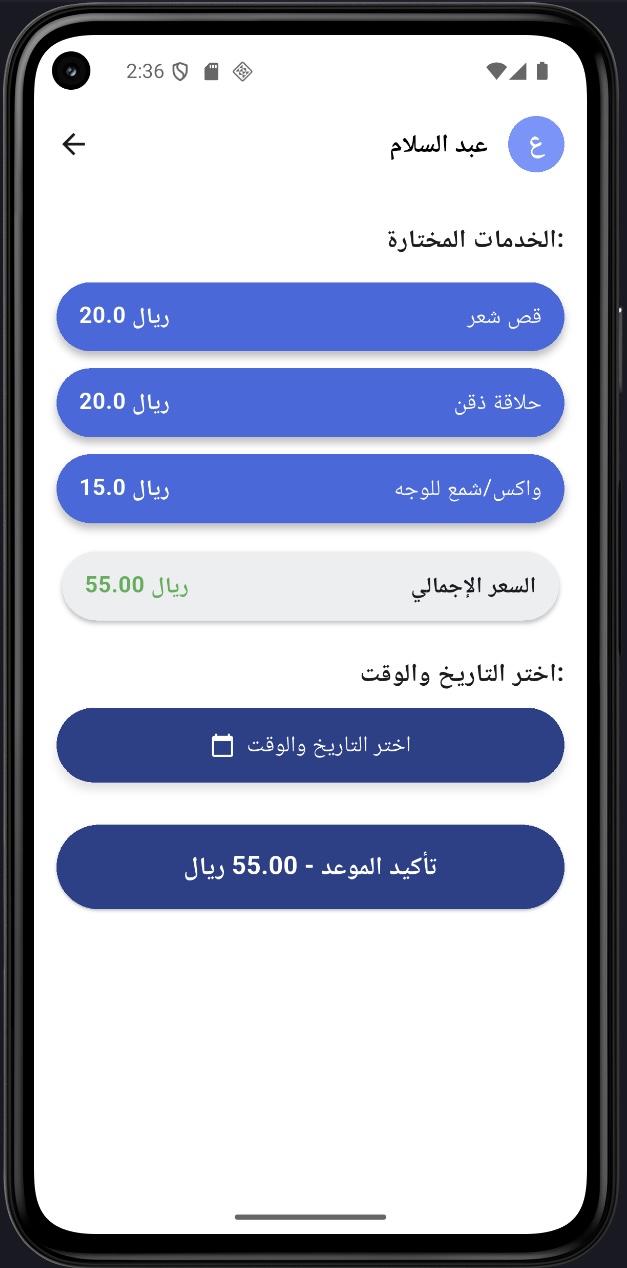 2:36
ع
عبد السلام
الخدمات المختارة:
قص شعر
20.0 ريال
حلاقة ذقن
20.0 ريال
واكس/شمع للوجه
15.0 ريال
السعر الإجمالي
55.00 ريال
اختر التاريخ والوقت:
اختر التاريخ والوقت
تأكيد الموعد - 55.00 ريال